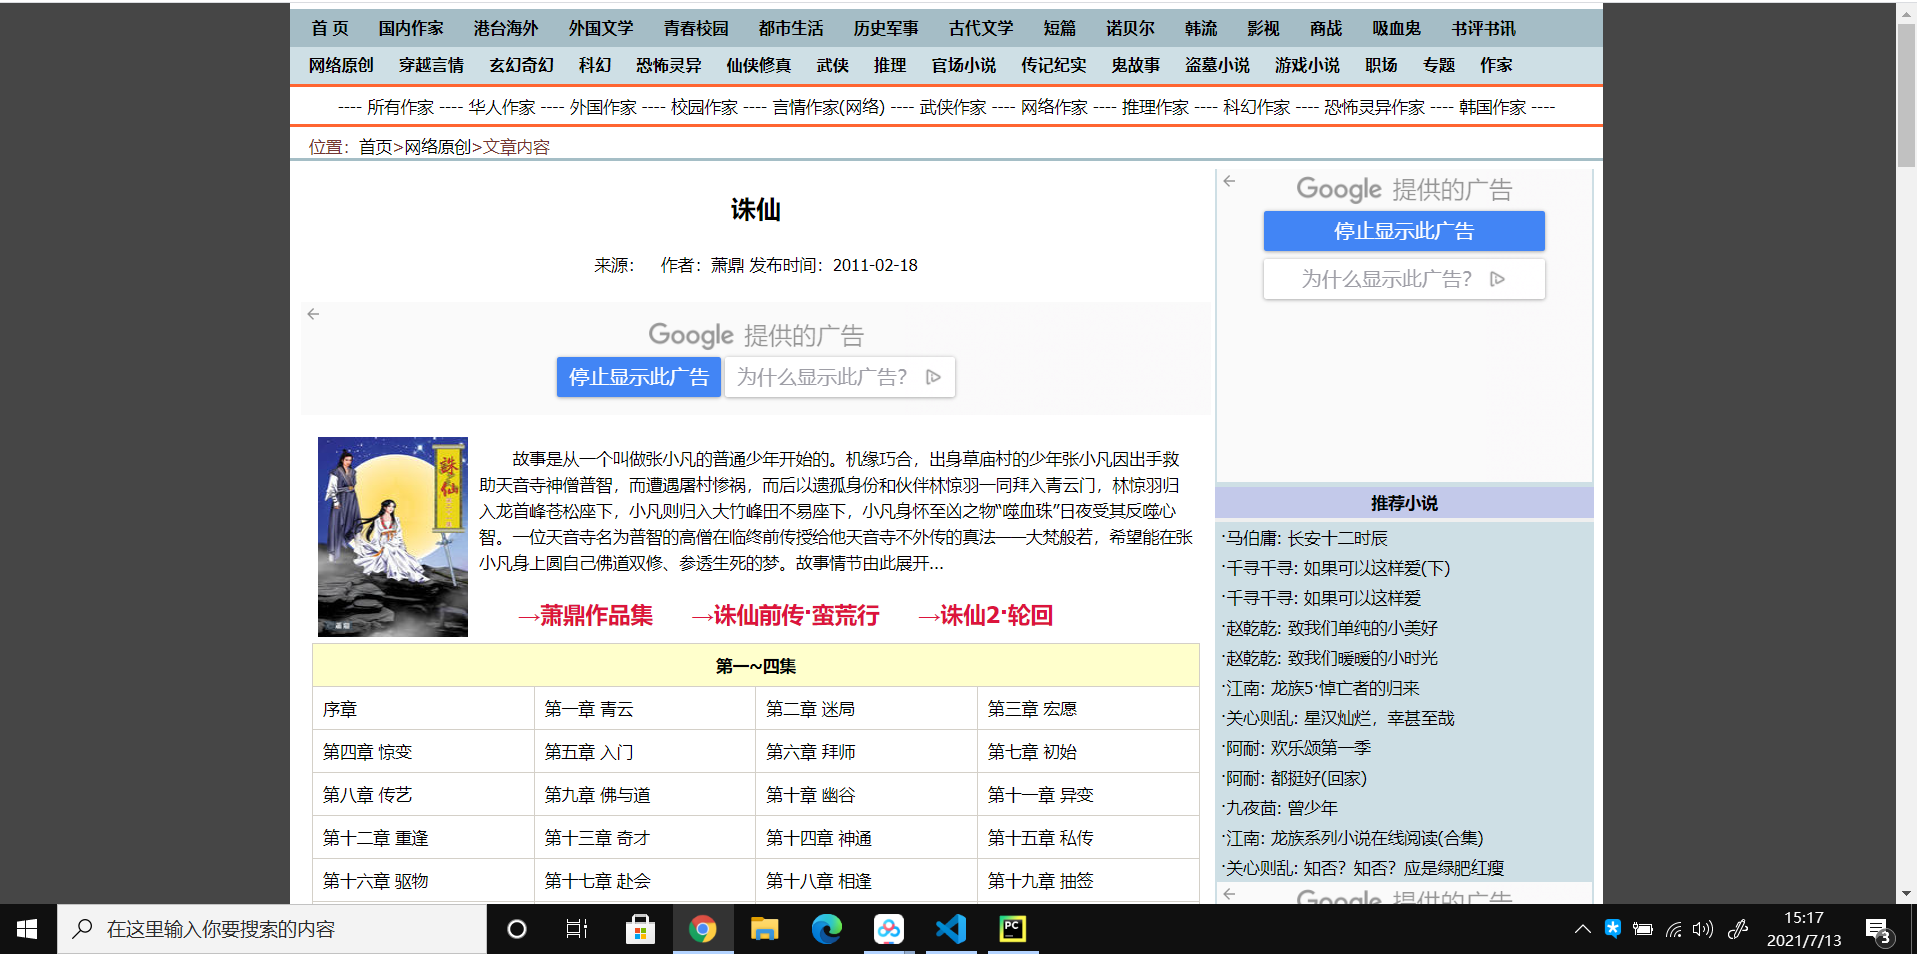 首 页 国内作家 港台海外 外国文学 青春校园 都市生活 历史军事 古代文学 短篇 诺贝尔 韩流 影视 商战 吸血鬼 书评书讯
网络原创 穿越言情 玄幻奇幻 科幻 恐怖灵异 仙侠修真 武侠 推理 官场小说 传记纪实 鬼故事 盗墓小说 游戏小说 职场 专题 作家
---- 所有作家 ---- 华人作家 ---- 外国作家 ---- 校园作家 ---- 言情作家(网络) ---- 武侠作家 ---- 网络作家 ---- 推理作家 ---- 科幻作家 ---- 恐怖灵异作家 ---- 韩国作家 ----
位置：首页>网络原创>文章内容
诛仙
来源： 作者：萧鼎 发布时间：2011-02-18
Google 提供的广告
停止显示此广告 为什么显示此广告？
誅仙
故事是从一个叫做张小凡的普通少年开始的。机缘巧合，出身草庙村的少年张小凡因出手救
助天音寺神僧普智，而遭遇屠村惨祸，而后以遗孤身份和伙伴林惊羽一同拜入青云门，林惊羽归
入龙首峰苍松座下，小凡则归入大竹峰田不易座下，小凡身怀至凶之物“噬血珠”日夜受其反噬心
智。一位天音寺名为普智的高僧在临终前传授给他天音寺不外传的真法——大梵般若，希望能在张
小凡身上圆自己佛道双修、参透生死的梦。故事情节由此展开...
→萧鼎作品集 →诛仙前传·蛮荒行 →诛仙2·轮回
第一~四集
序章 第一章 青云 第二章 迷局 第三章 宏愿
第四章 惊变 第五章 入门 第六章 拜师 第七章 初始
第八章 传艺 第九章 佛与道 第十章 幽谷 第十一章 异变
第十二章 重逢 第十三章 奇才 第十四章 神通 第十五章 私传
第十六章 驱物 第十七章 赴会 第十八章 相逢 第十九章 抽签
Google 提供的广告
停止显示此广告
为什么显示此广告？
推荐小说
·马伯庸: 长安十二时辰
·千寻千寻: 如果可以这样爱(下)
·千寻千寻: 如果可以这样爱
·赵乾乾: 致我们单纯的小美好
·赵乾乾: 致我们暖暖的小时光
·江南: 龙族5·悼亡者的归来
·关心则乱: 星汉灿烂，幸甚至哉
·阿耐: 欢乐颂第一季
·阿耐: 都挺好(回家)
·九夜茴: 曾少年
·江南: 龙族系列小说在线阅读(合集)
·关心则乱: 知否？知否？应是绿肥红瘦
Google 提供的广告
在这里输入你要搜索的内容
PC
15:17
2021/7/13
3